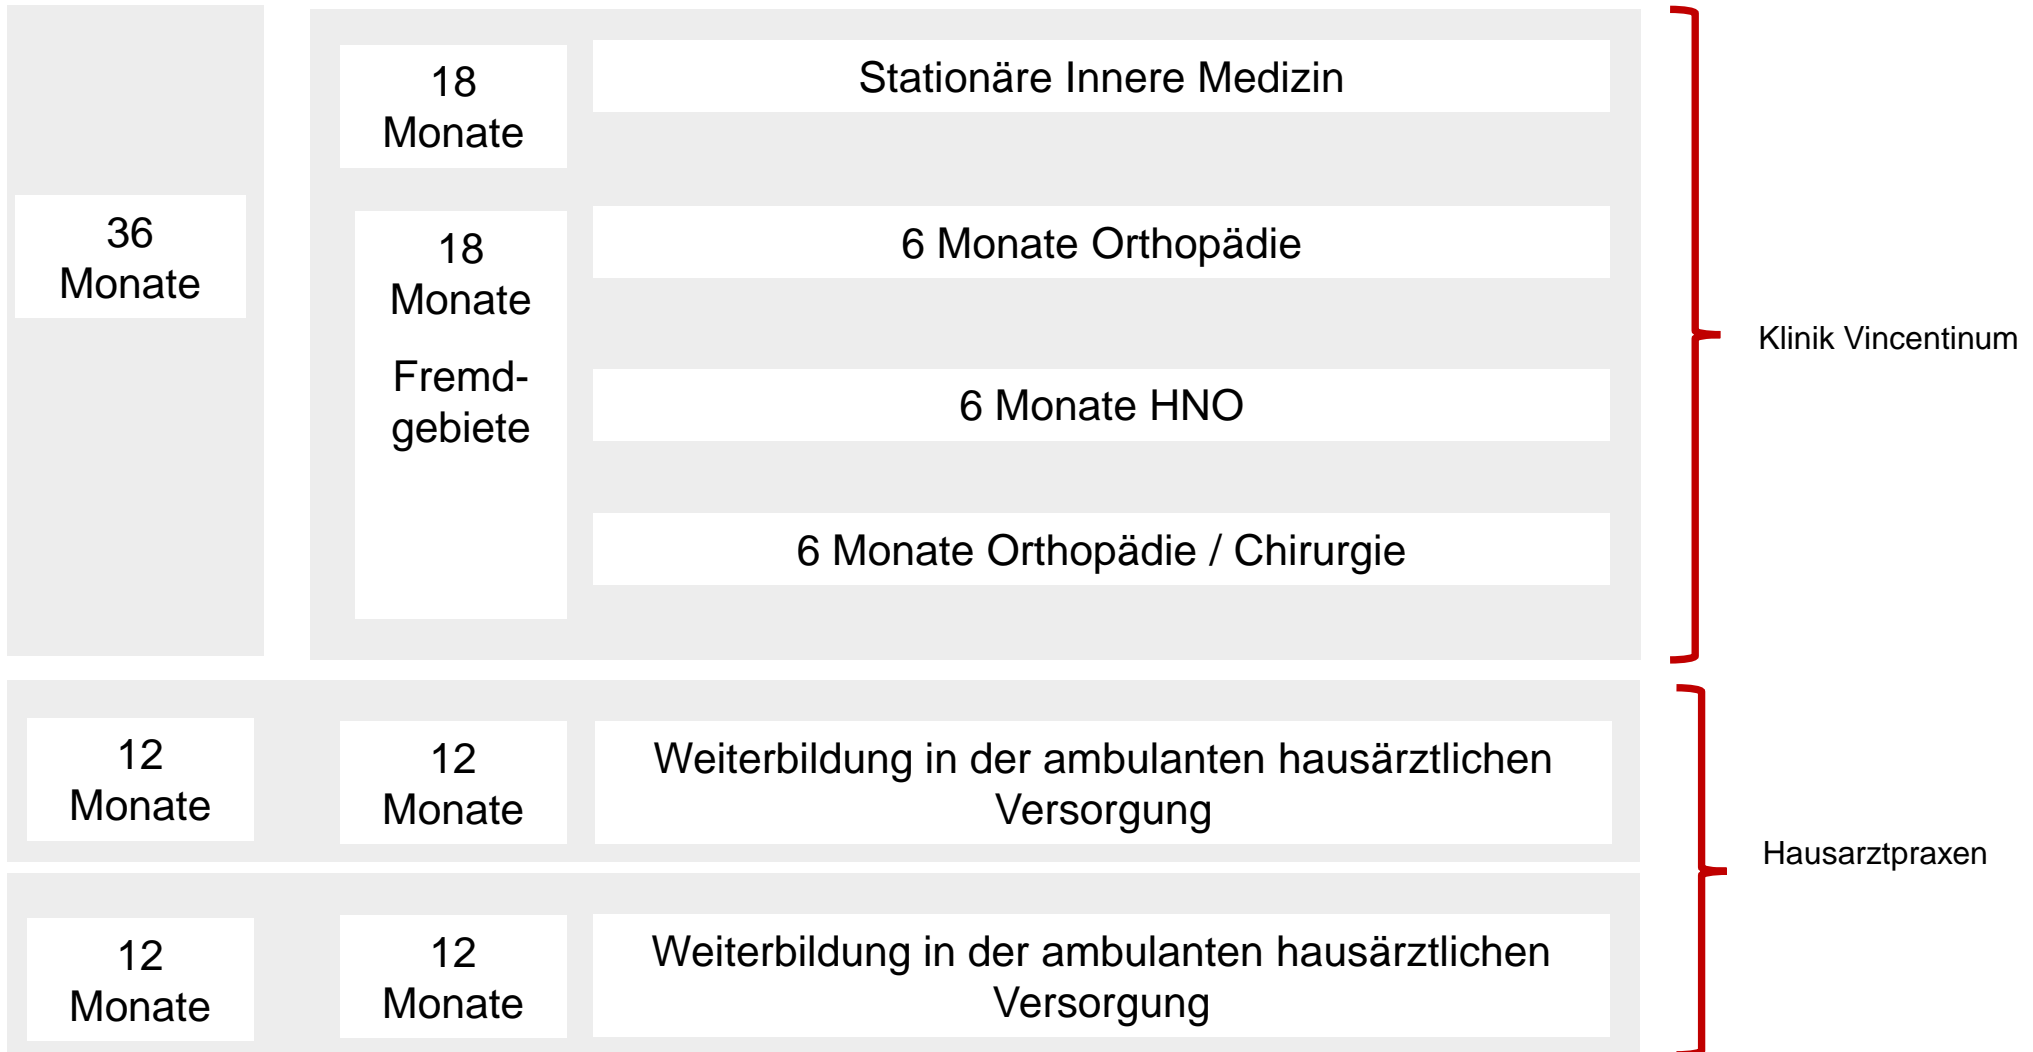 36
Monate
18
Monate
Stationäre Innere Medizin
18
Monate
Fremd-
gebiete
6 Monate Orthopädie
6 Monate HNO
6 Monate Orthopädie / Chirurgie
Klinik Vincentinum
12
Monate
12
Monate
Weiterbildung in der ambulanten hausärztlichen
Versorgung
12
Monate
12
Monate
Weiterbildung in der ambulanten hausärztlichen
Versorgung
Hausarztpraxen